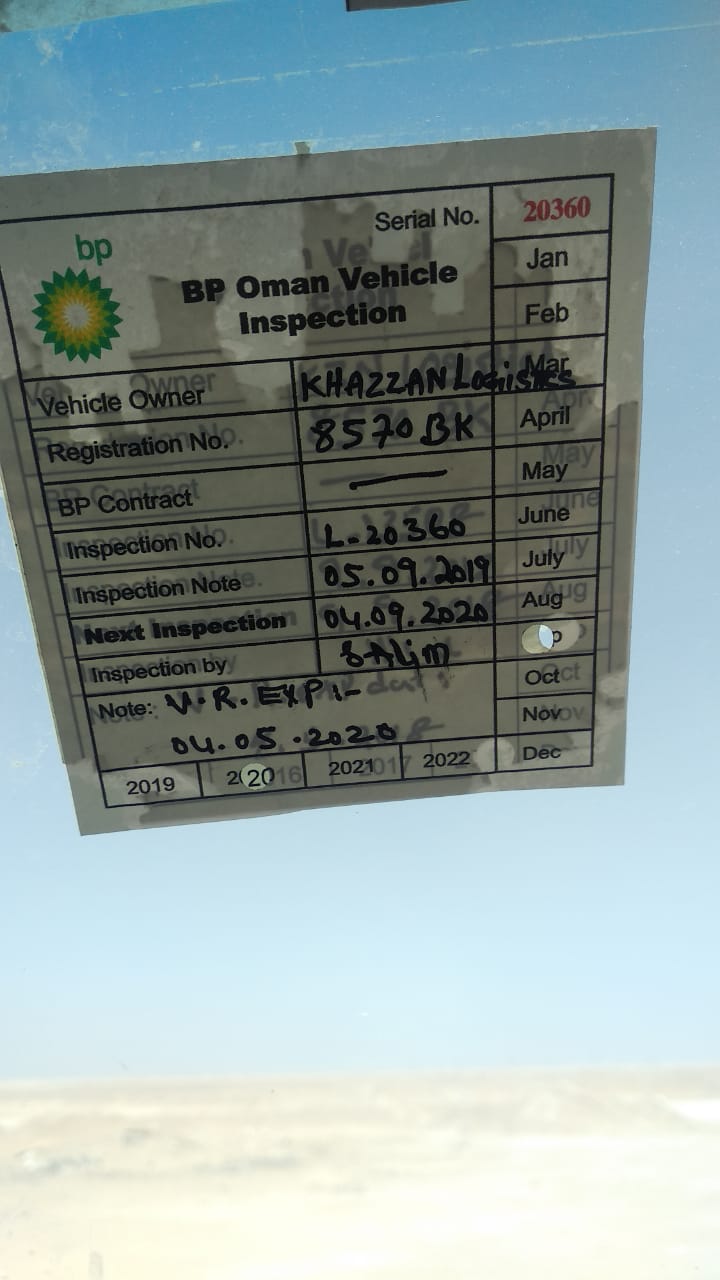 bp
Serial No. 20360
BP Oman Vehicle
Inspection
Jan
Feb
Mar
April
May
June
July
Aug
Oct
Nov
Dec
Vehicle Owner KHAZZAN Logistics
Registration No. 8570 BK
BP Contract —
Inspection No. L-20360
Inspection Note 05.09.2019
Next Inspection 04.09.2020
Inspection by SAlim
Note: V.R. EXP:-
04.05.2020
2019 2020 2021 2022